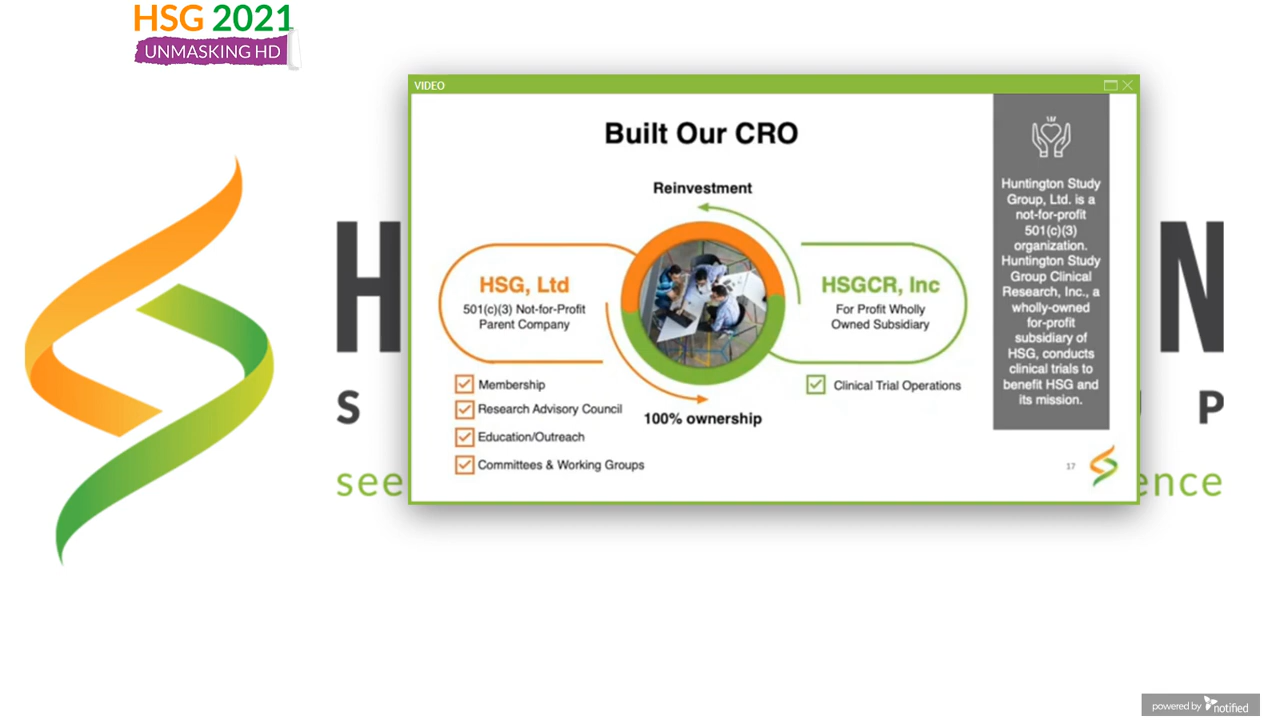 HSG 2021
UNMASKING HD
VIDEO
Built Our CRO
Reinvestment
HSG, Ltd
501(c)(3) Not-for-Profit
Parent Company
HSGCR, Inc
For Profit Wholly
Owned Subsidiary
Membership
Research Advisory Council
Education/Outreach
Committees & Working Groups
100% ownership
Clinical Trial Operations
Huntington Study
Group, Ltd. is a
not-for-profit
501(c)(3)
organization.
Huntington Study
Group Clinical
Research, Inc., a
wholly-owned
for-profit
subsidiary of
HSG, conducts
clinical trials to
benefit HSG and
its mission.
17
H N
S P
see ence
powered by notified